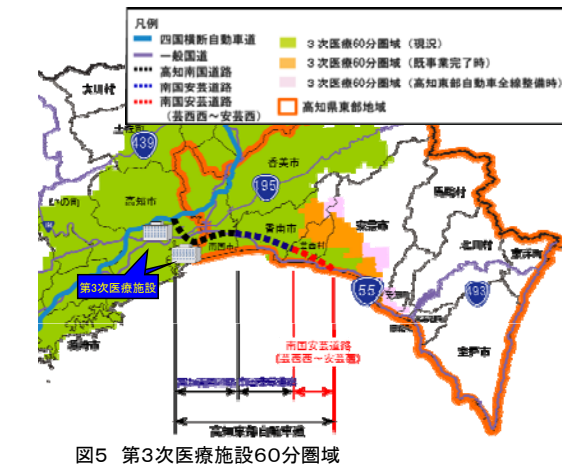 凡例
四国横断自動車道
一般国道
高知南国道路
南国安芸道路
南国安芸道路
(芸西西～安芸西)
3次医療60分圏域（現況）
3次医療60分圏域（既事業完了時）
3次医療60分圏域（高知東部自動車全線整備時）
高知県東部地域
439
香美市
195
いの町
高知市
香南市
南国市
芸西村
安芸市
馬路村
北川村
東洋町
55
493
室戸市
第3次医療施設
須崎市
南国安芸道路
(芸西西～安芸西)
高知東部自動車道
図5 第3次医療施設60分圏域